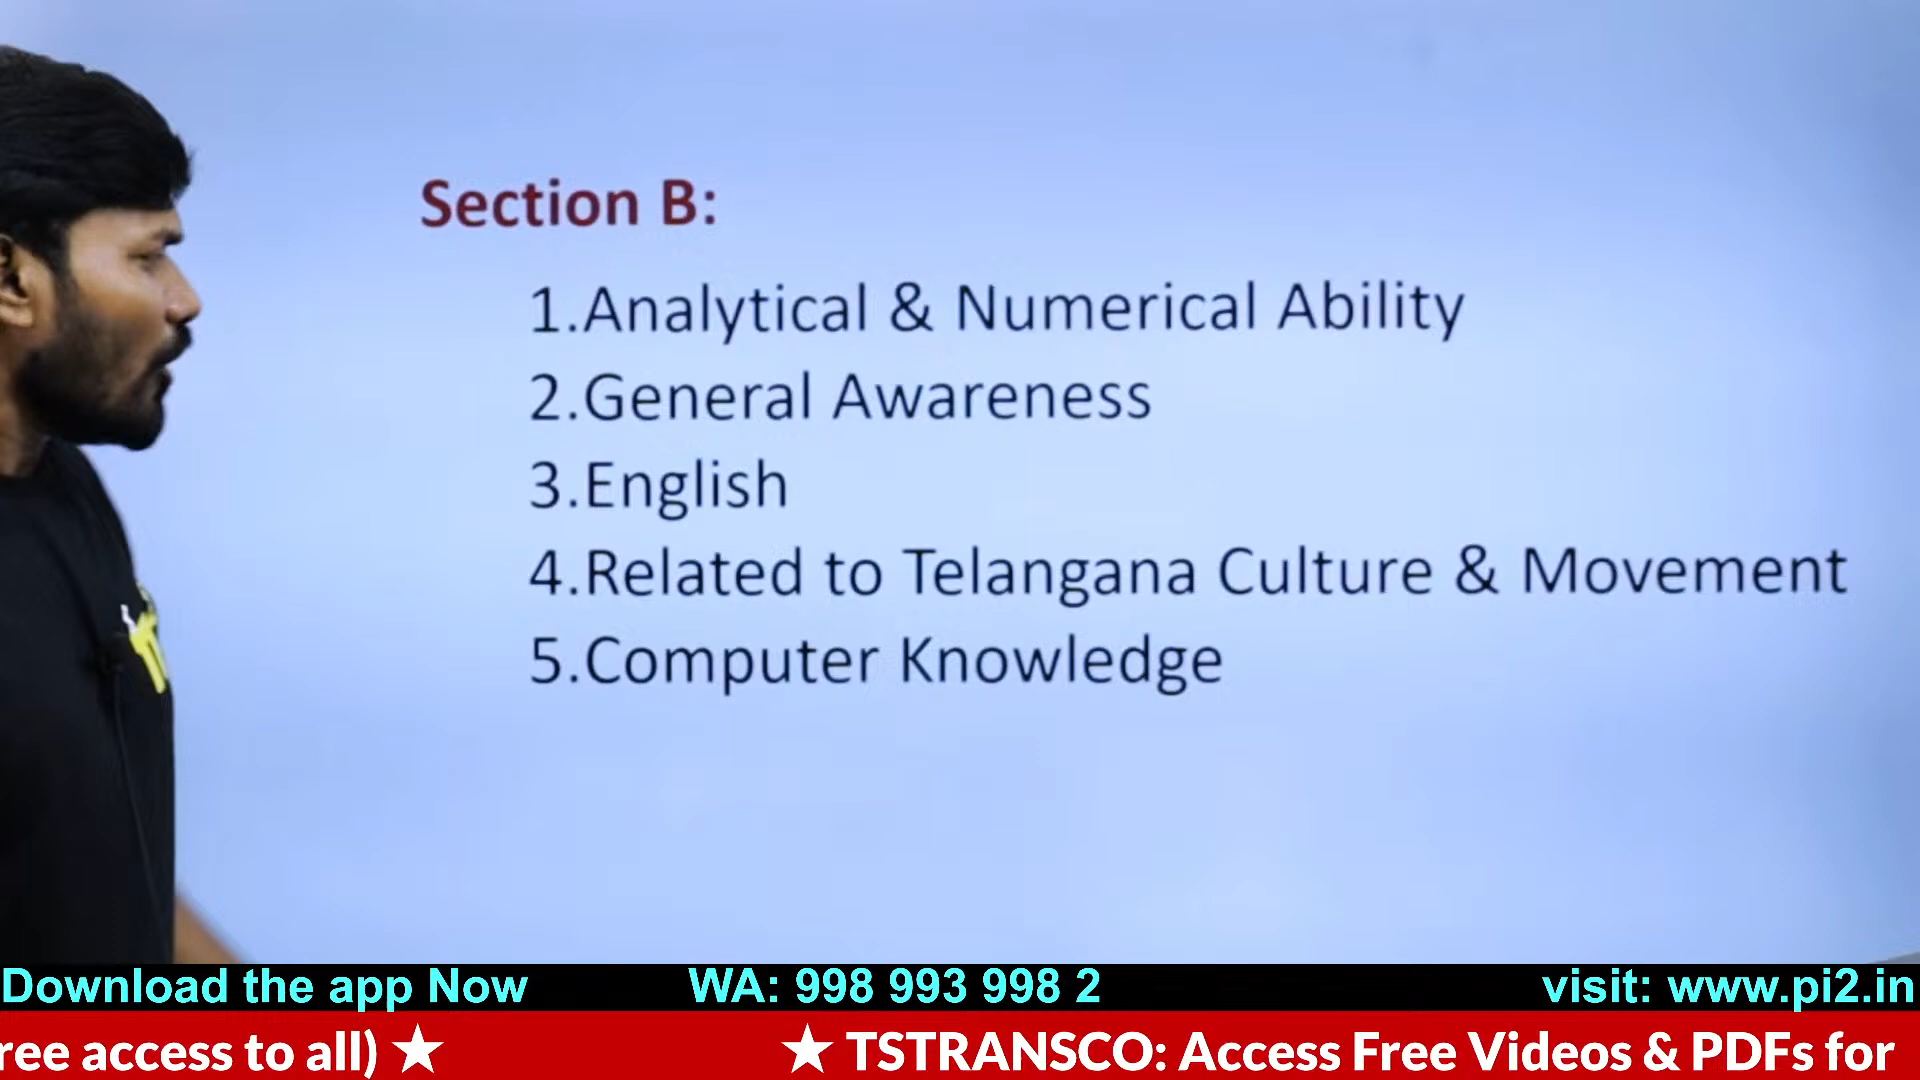 Section B:
1.Analytical & Numerical Ability
2.General Awareness
3.English
4.Related to Telangana Culture & Movement
5.Computer Knowledge
Download the app Now WA: 998 993 998 2 visit: www.pi2.in
ree access to all) ★ ★ TSTRANSCO: Access Free Videos & PDFs for